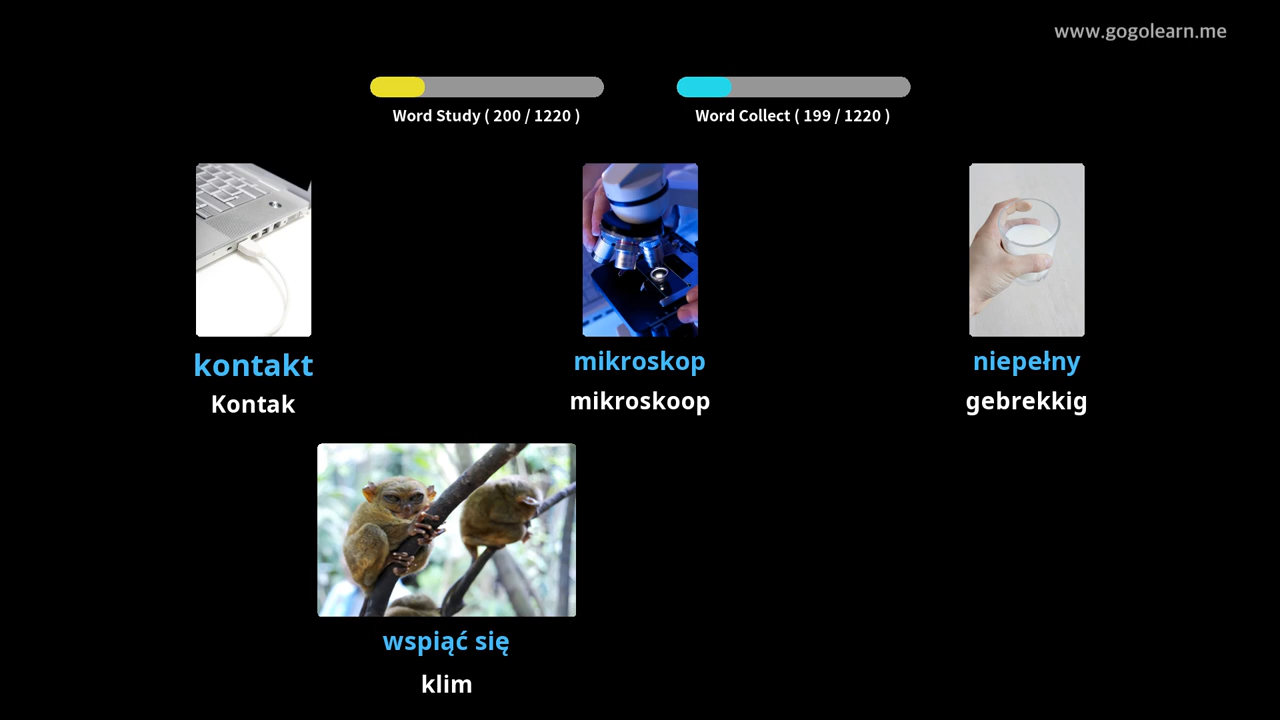 www.gogolearn.me
Word Study ( 200 / 1220 )
Word Collect ( 199 / 1220 )
kontakt
Kontak
mikroskop
mikroskoop
niepełny
gebrekkig
wspiąć się
klim